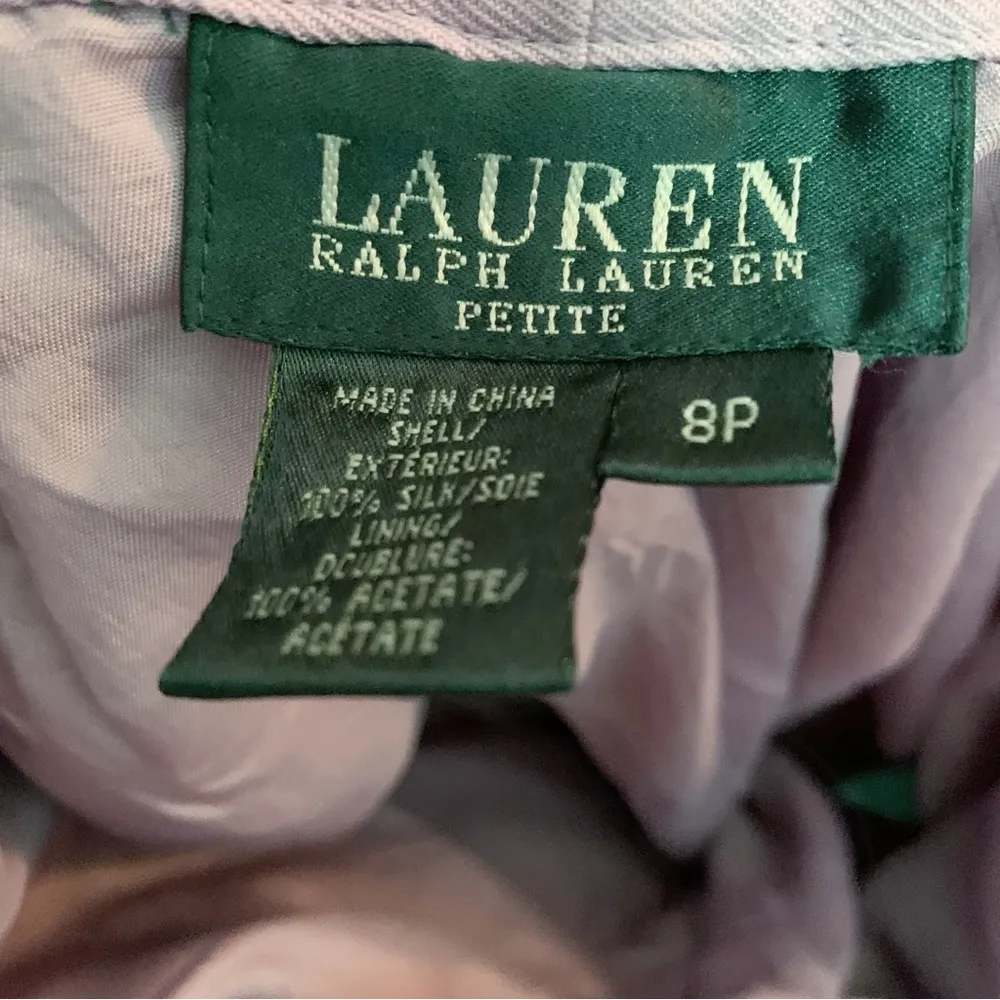 LAUREN
RALPH LAUREN
PETITE
MADE IN CHINA
SHELL/
EXTÉRIEUR:
100% SILK/SOIE
LINING/
DOUBLURE:
100% ACETATE/
ACÉTATE
8P